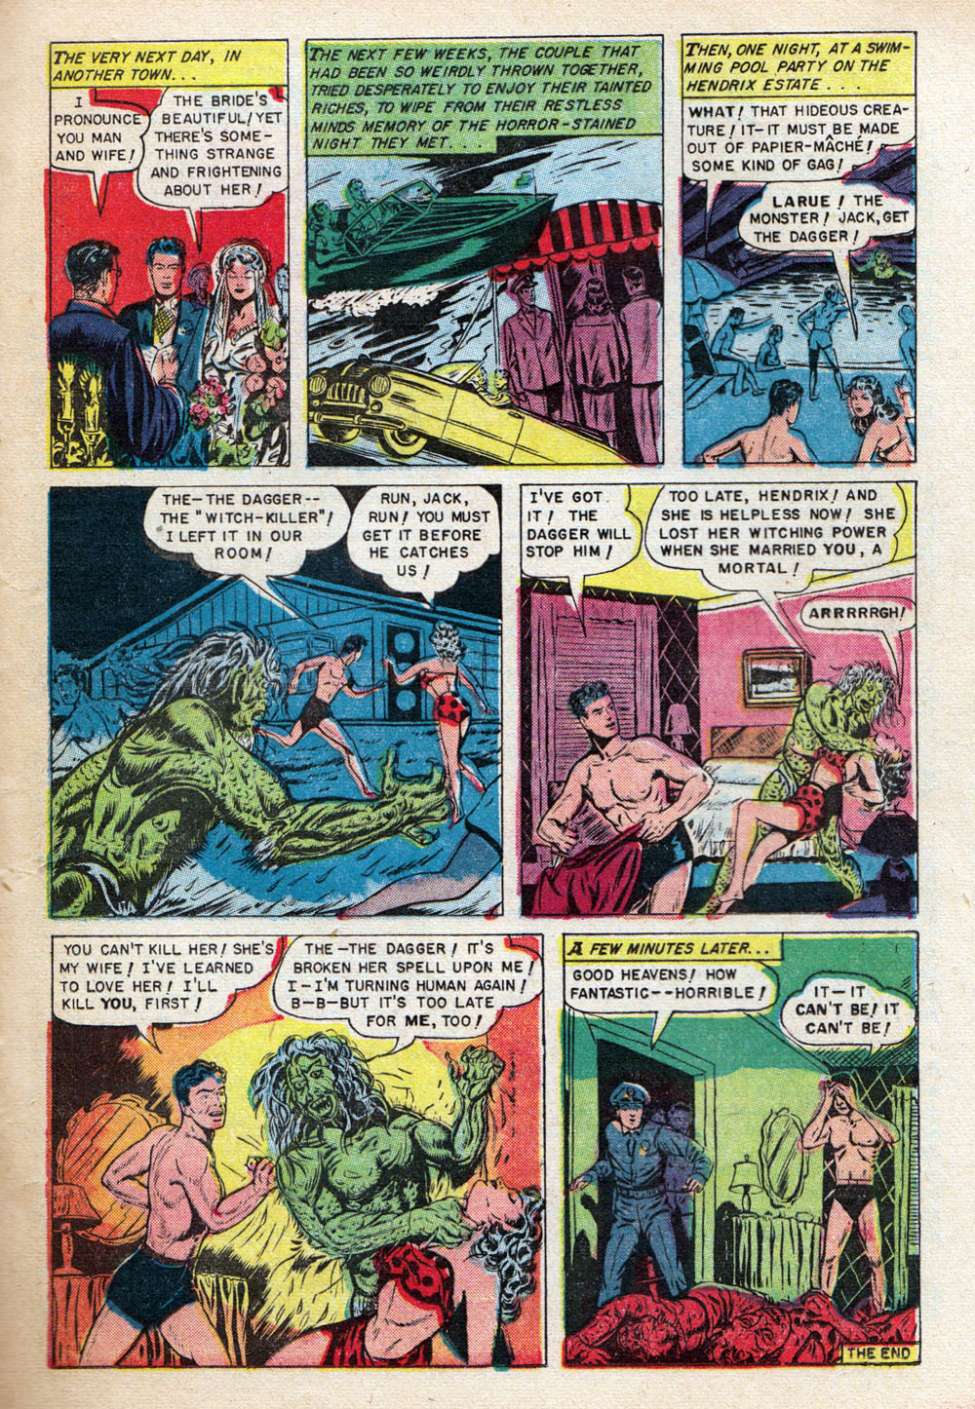 THE VERY NEXT DAY, IN
ANOTHER TOWN...
I
PRONOUNCE
YOU MAN
AND WIFE!
THE BRIDE'S
BEAUTIFUL! YET
THERE'S SOME-
THING STRANGE
AND FRIGHTENING
ABOUT HER!
THE NEXT FEW WEEKS, THE COUPLE THAT
HAD BEEN SO WEIRDLY THROWN TOGETHER,
TRIED DESPERATELY TO ENJOY THEIR TAINTED
RICHES, TO WIPE FROM THEIR RESTLESS
MINDS MEMORY OF THE HORROR-STAINED
NIGHT THEY MET...
THEN, ONE NIGHT, AT A SWIM-
MING POOL PARTY ON THE
HENDRIX ESTATE...
WHAT! THAT HIDEOUS CREA-
TURE! IT-IT MUST BE MADE
OUT OF PAPIER-MÂCHÉ!
SOME KIND OF GAG!
LARUE! THE
MONSTER! JACK, GET
THE DAGGER!
THE-THE DAGGER--
THE "WITCH-KILLER"!
I LEFT IT IN OUR
ROOM!
RUN, JACK,
RUN! YOU MUST
GET IT BEFORE
HE CATCHES
US!
I'VE GOT
IT! THE
DAGGER WILL
STOP HIM!
TOO LATE, HENDRIX! AND
SHE IS HELPLESS NOW! SHE
LOST HER WITCHING POWER
WHEN SHE MARRIED YOU, A
MORTAL!
ARRRRRGH!
YOU CAN'T KILL HER! SHE'S
MY WIFE! I'VE LEARNED
TO LOVE HER! I'LL
KILL YOU, FIRST!
THE-THE DAGGER! IT'S
BROKEN HER SPELL UPON ME!
I-I'M TURNING HUMAN AGAIN!
B-B-BUT IT'S TOO LATE
FOR ME, TOO!
A FEW MINUTES LATER...
GOOD HEAVENS! HOW
FANTASTIC--HORRIBLE!
IT-IT
CAN'T BE! IT
CAN'T BE!
THE END